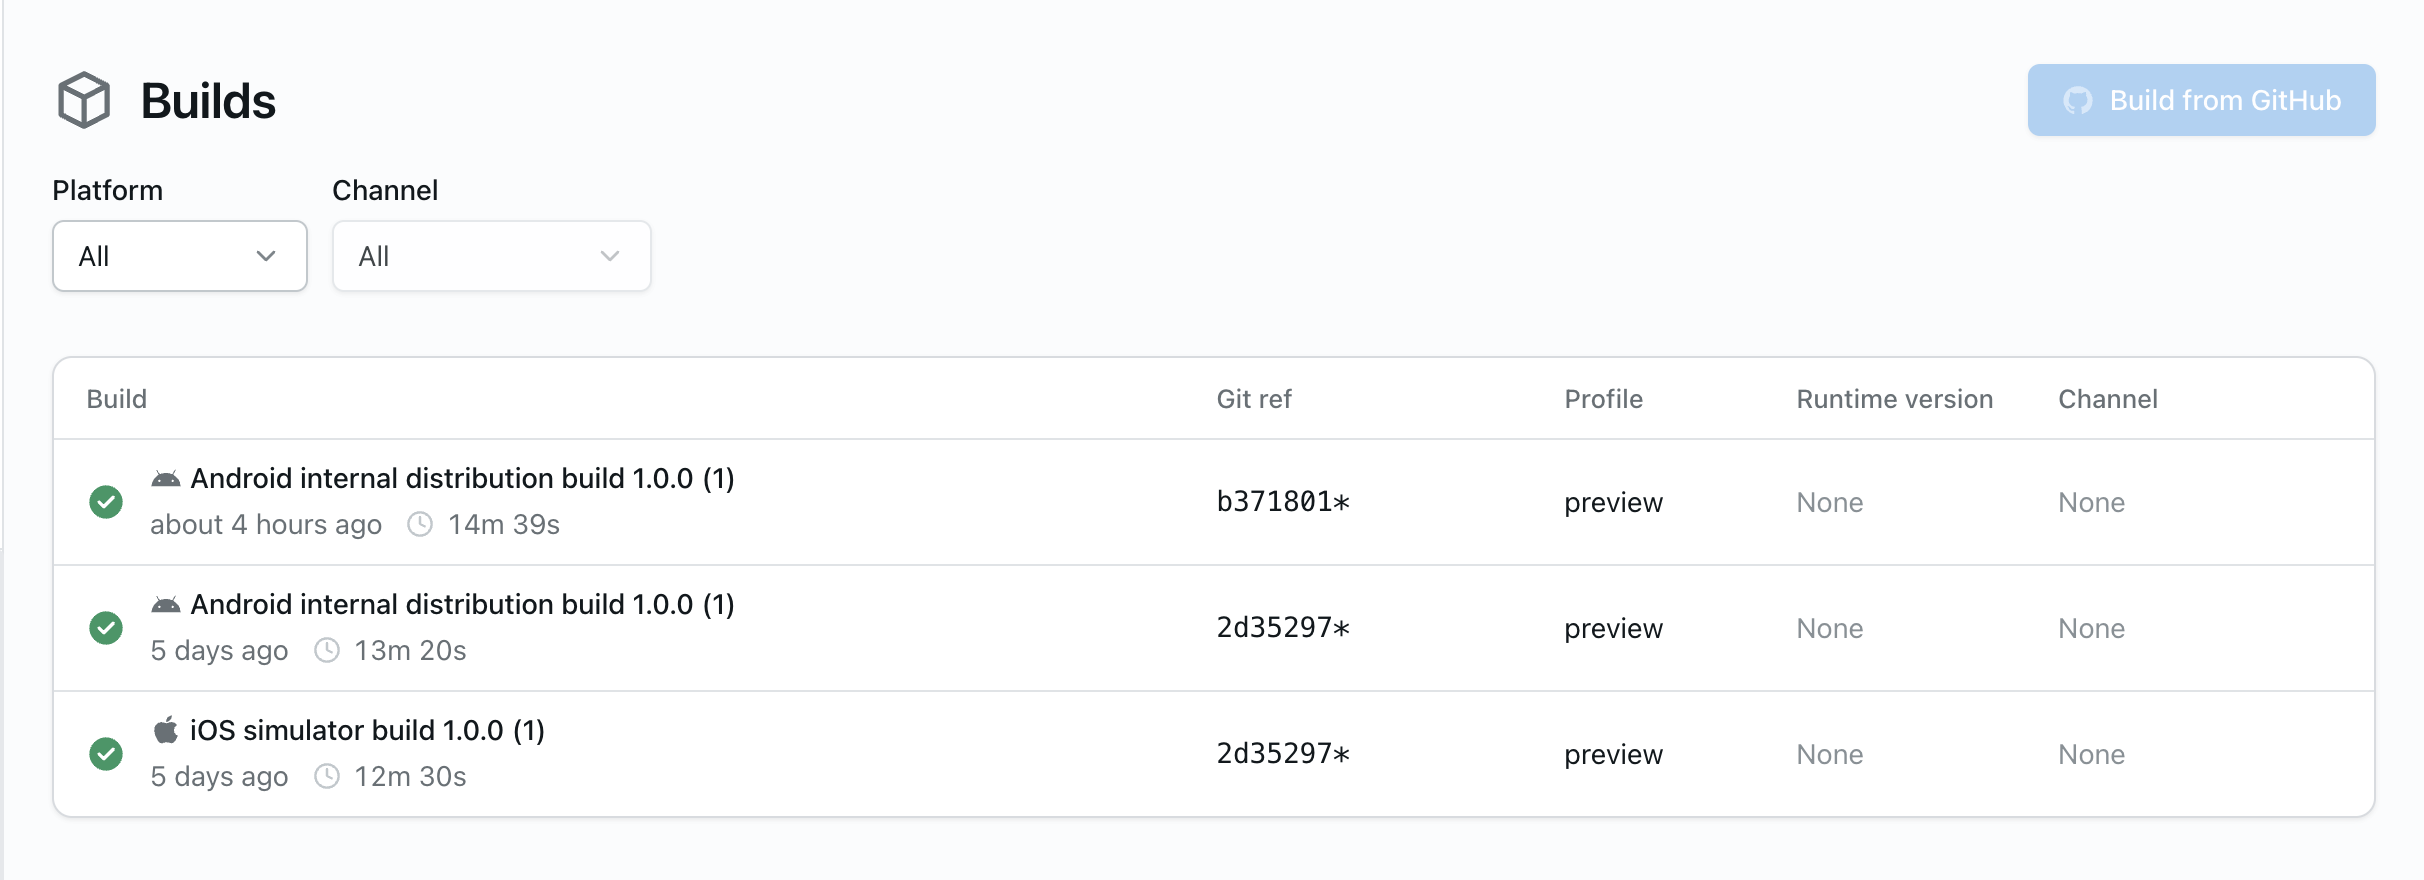 Builds
Build from GitHub
Platform
Channel
All
All
Build
Git ref
Profile
Runtime version
Channel
Android internal distribution build 1.0.0 (1)
about 4 hours ago
14m 39s
b371801*
preview
None
None
Android internal distribution build 1.0.0 (1)
5 days ago
13m 20s
2d35297*
preview
None
None
iOS simulator build 1.0.0 (1)
5 days ago
12m 30s
2d35297*
preview
None
None